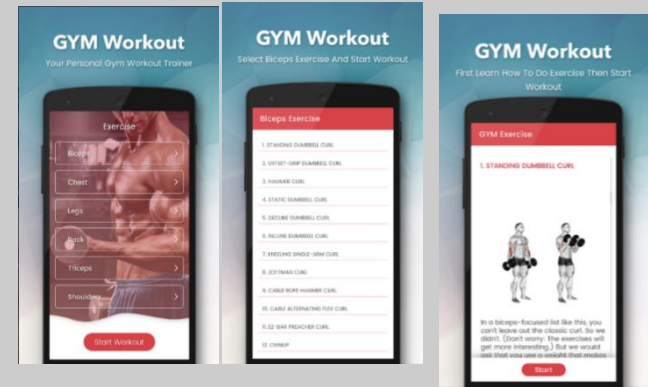 GYM Workout
Your Personal Gym Workout Trainer
Exercise
Biceps
Chest
Legs
Back
Triceps
Shoulder
Start Workout
GYM Workout
Select Biceps Exercise And Start Workout
Biceps Exercise
1. STANDING DUMBBELL CURL
2. OFFSET-GRIP DUMBBELL CURL
3. HAMMER CURL
4. STATIC DUMBBELL CURL
5. DECLINE DUMBBELL CURL
6. INCLINE DUMBBELL CURL
7. KNEELING SINGLE-ARM CURL
8. ZOTTMAN CURL
9. CABLE ROPE HAMMER CURL
10. CABLE ALTERNATING FLEX CURL
11. EZ-BAR PREACHER CURL
12. CHINUP
GYM Workout
First Learn How To Do Exercise Then Start
Workout
GYM Exercise
1. STANDING DUMBBELL CURL
In a biceps-focused list like this, you
can't leave out the classic curl. So we
didn't. (Don't worry: The exercises will
get more interesting.) But we would
ask that you use a weight that makes
Start